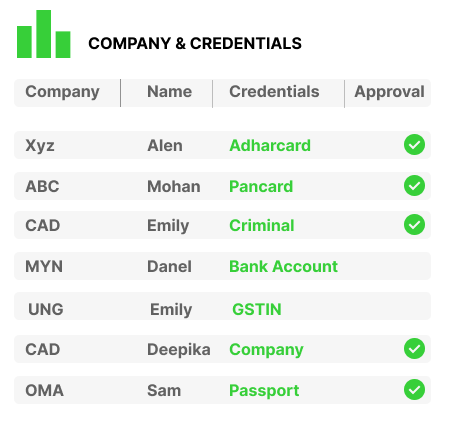 COMPANY & CREDENTIALS
Company Name Credentials Approval
Xyz Alen Adharcard
ABC Mohan Pancard
CAD Emily Criminal
MYN Danel Bank Account
UNG Emily GSTIN
CAD Deepika Company
OMA Sam Passport